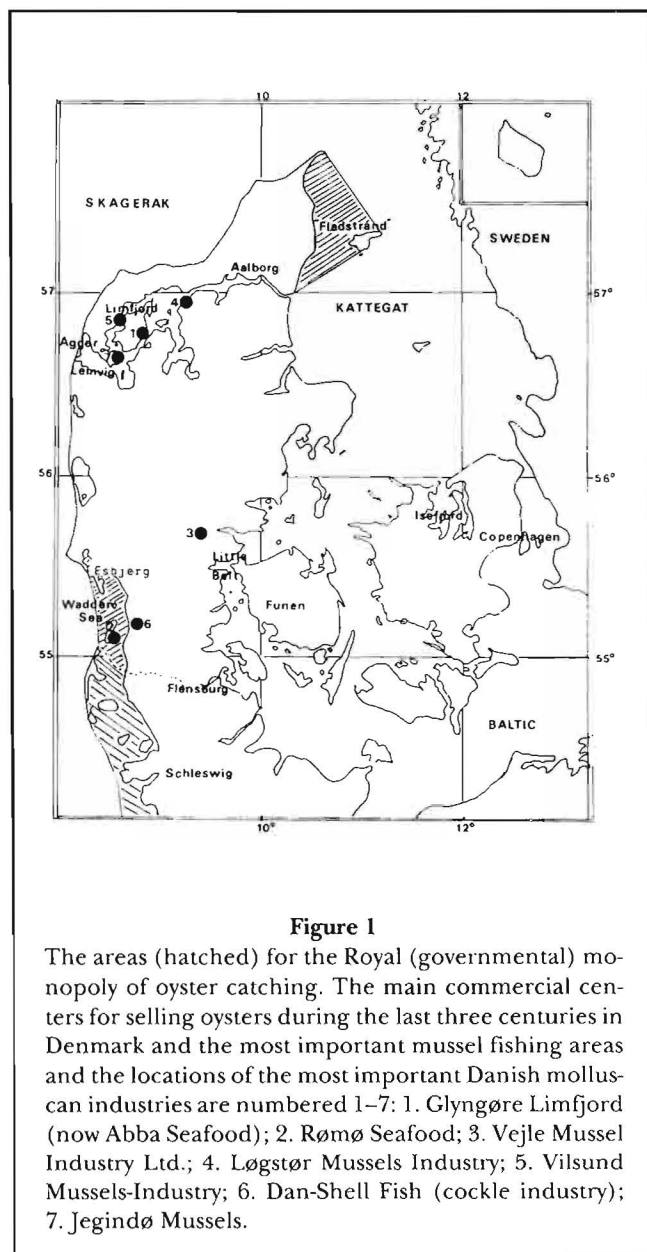 10 12
SKAGERAK
Fladstrand
SWEDEN
Aalborg
57° 57°
4
KATTEGAT
Limfjord
5
1
Agger
Lemvig
56 56°
Isefjord
3
Copenhagen
Little
Belt
Esbjerg
Funen
Wadden
Sea
2 6
55 55°
Flensburg
BALTIC
Schleswig
10° 12°
Figure 1
The areas (hatched) for the Royal (governmental) mo-
nopoly of oyster catching. The main commercial cen-
ters for selling oysters during the last three centuries in
Denmark and the most important mussel fishing areas
and the locations of the most important Danish mollus-
can industries are numbered 1–7: 1. Glyngøre Limfjord
(now Abba Seafood); 2. Rømø Seafood; 3. Vejle Mussel
Industry Ltd.; 4. Løgstør Mussels Industry; 5. Vilsund
Mussels-Industry; 6. Dan-Shell Fish (cockle industry);
7. Jegindø Mussels.